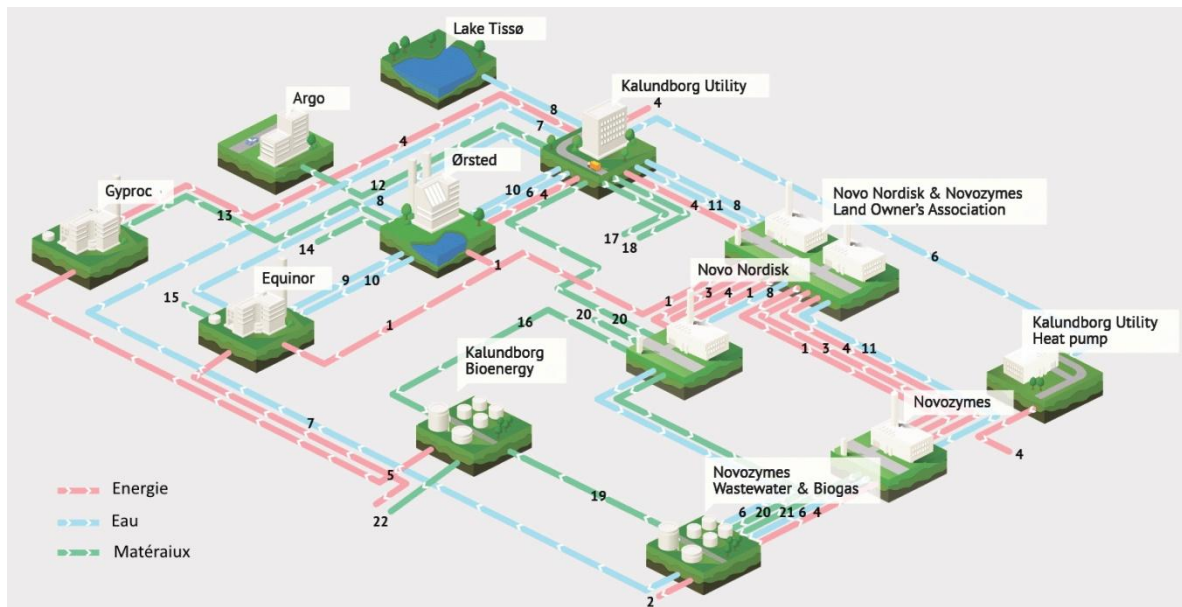 Lake Tissø
Kalundborg Utility
4
8
7
Argo
4
Ørsted
12
8
10 6 4
Gyproc
13
14
4 11 8
Novo Nordisk & Novozymes
Land Owner's Association
17
18
6
Equinor
9 10
1
Novo Nordisk
1 3 4 1 8
15
1
16
20 20
Kalundborg Utility
Heat pump
1 3 4 11
Kalundborg
Bioenergy
Novozymes
7
4
5
Novozymes
Wastewater & Biogas
19
22
6 20 21 6 4
Energie
Eau
Matéraiux
2